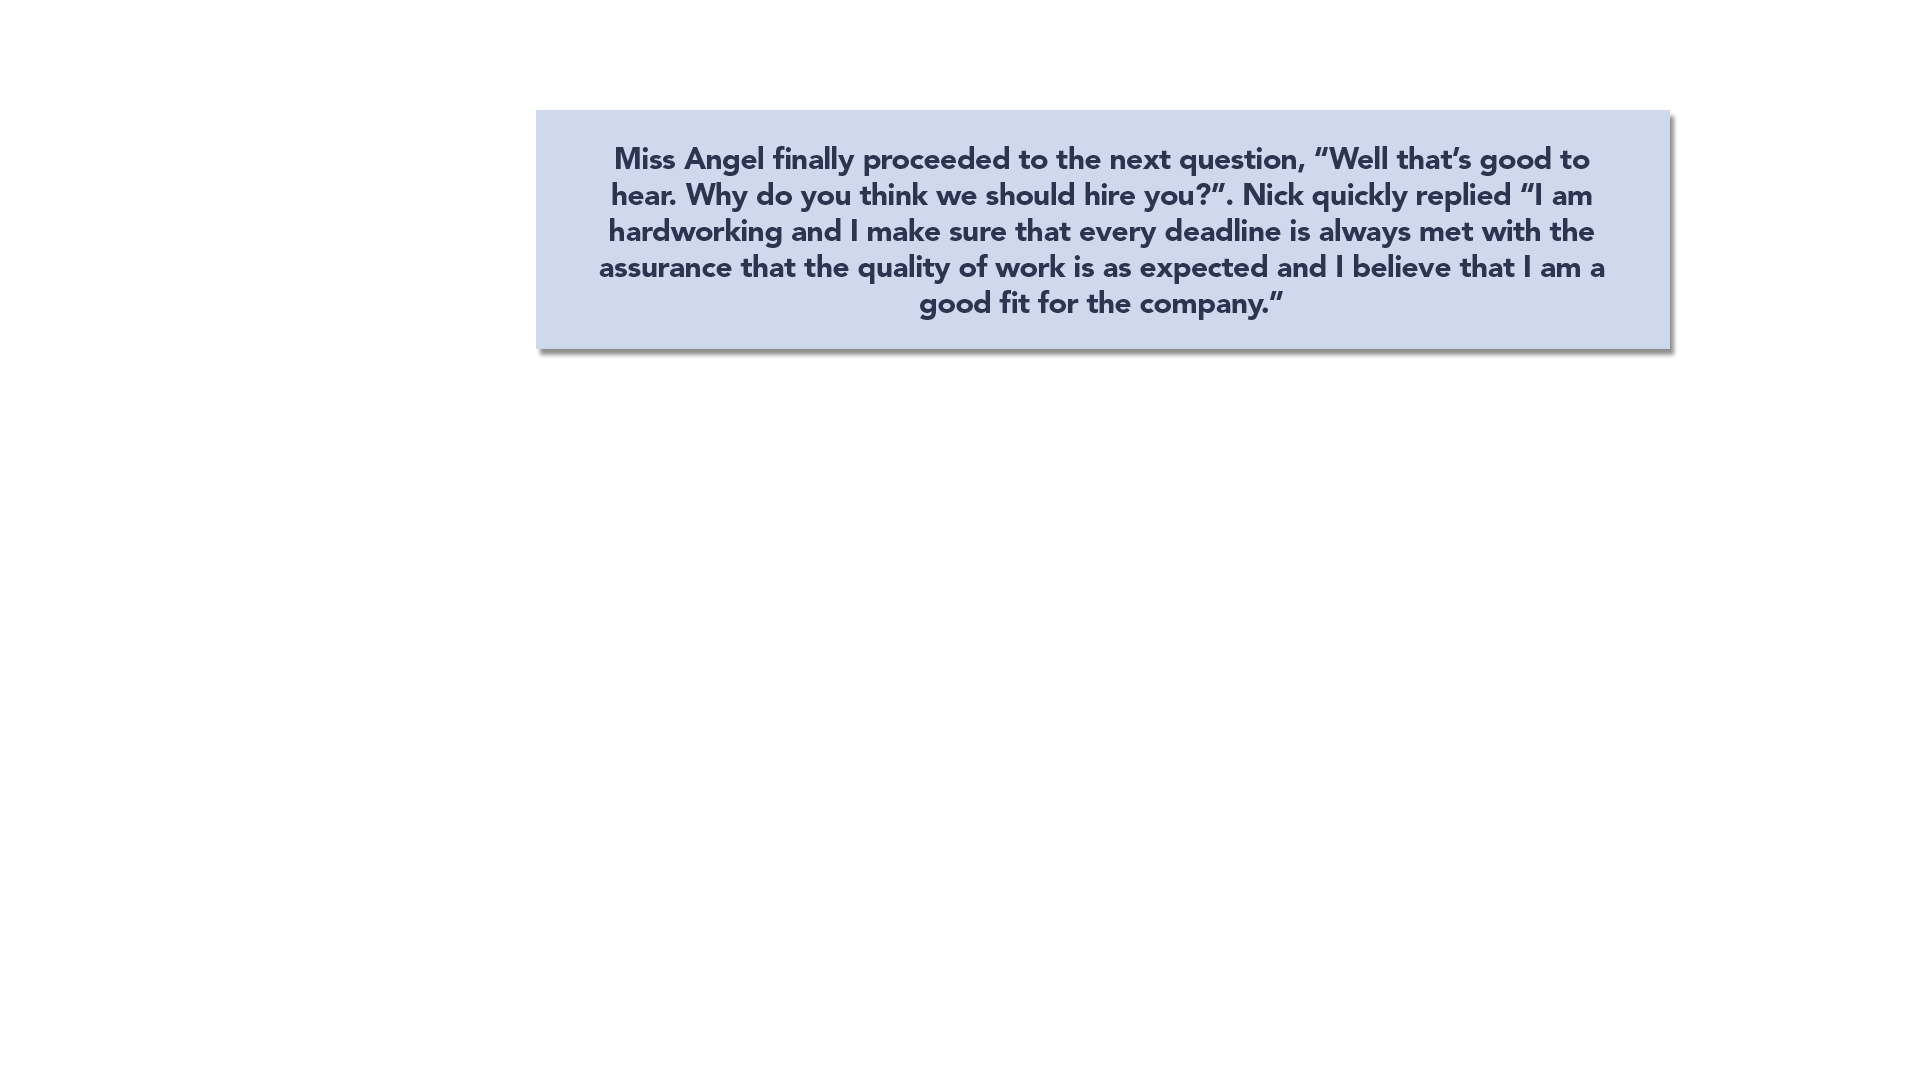 Miss Angel finally proceeded to the next question, “Well that’s good to
hear. Why do you think we should hire you?”. Nick quickly replied “I am
hardworking and I make sure that every deadline is always met with the
assurance that the quality of work is as expected and I believe that I am a
good fit for the company.”